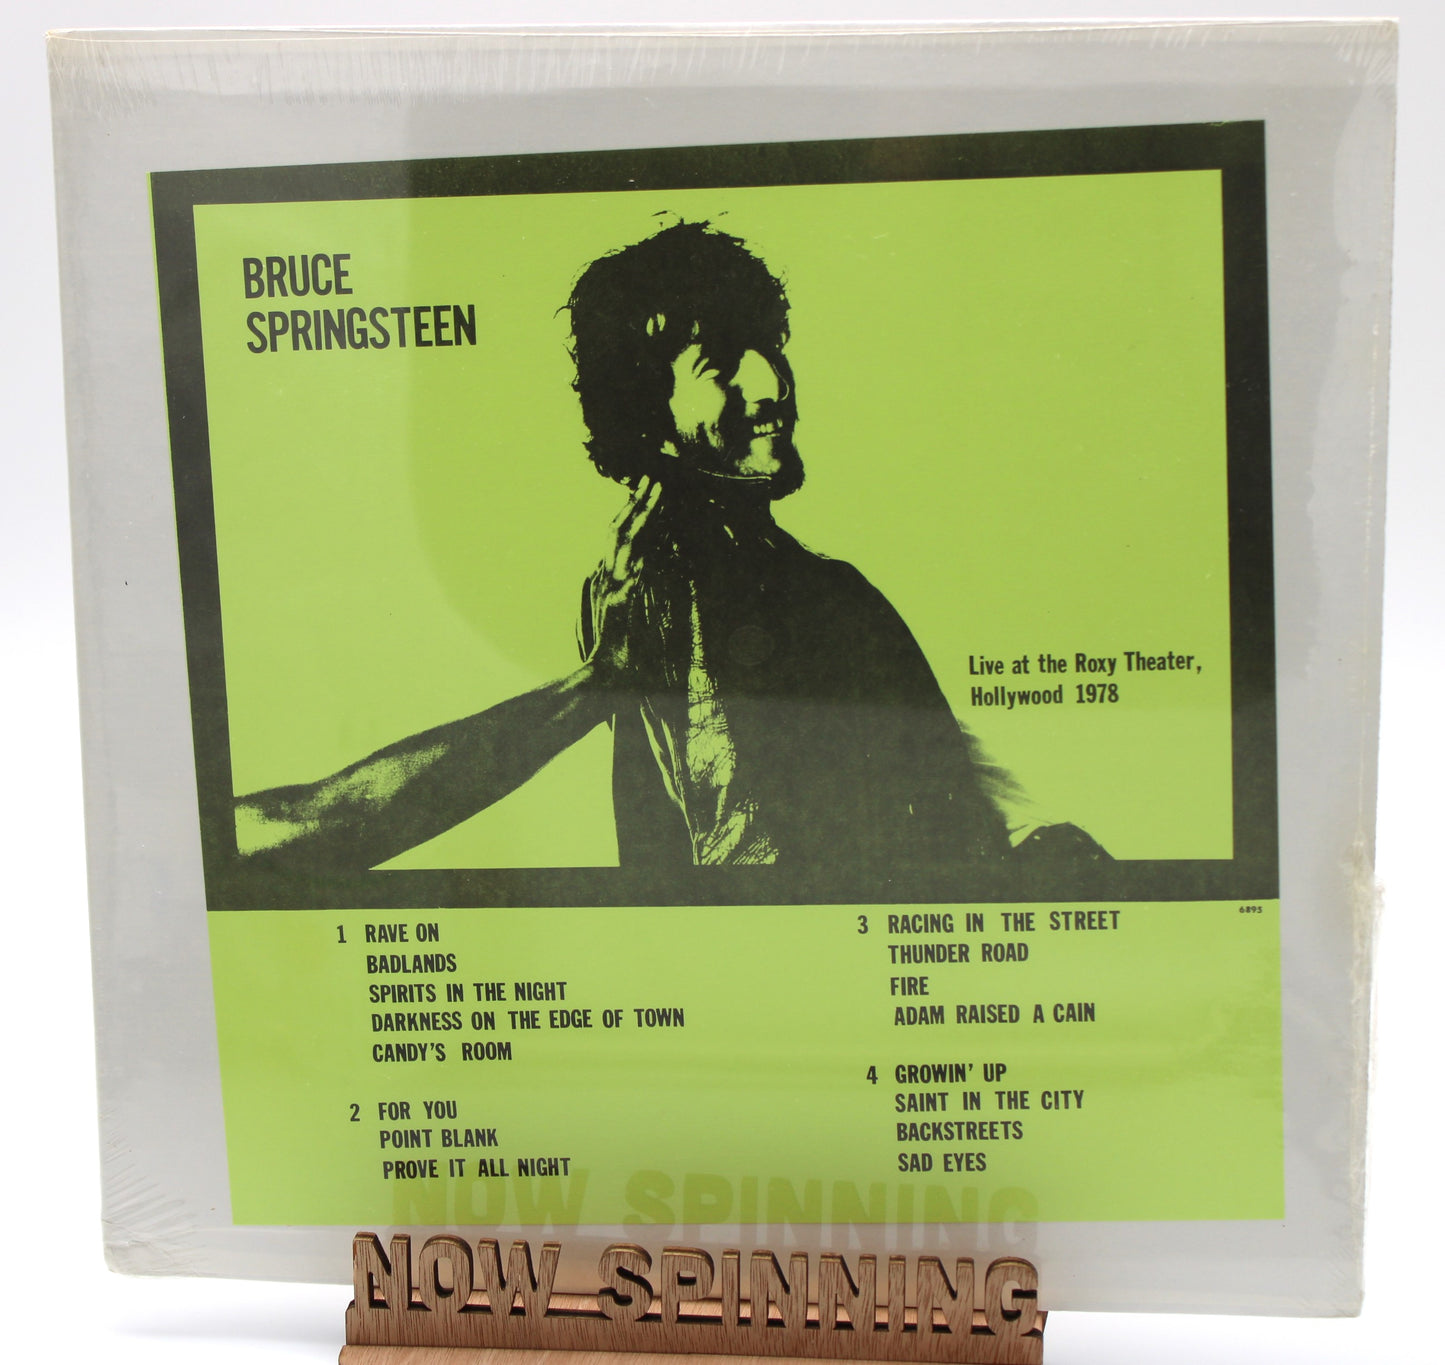 BRUCE
SPRINGSTEEN
Live at the Roxy Theater,
Hollywood 1978
6895
1 RAVE ON
BADLANDS
SPIRITS IN THE NIGHT
DARKNESS ON THE EDGE OF TOWN
CANDY'S ROOM
2 FOR YOU
POINT BLANK
PROVE IT ALL NIGHT
3 RACING IN THE STREET
THUNDER ROAD
FIRE
ADAM RAISED A CAIN
4 GROWIN' UP
SAINT IN THE CITY
BACKSTREETS
SAD EYES
NOW SPINNING
NOW SPINNING